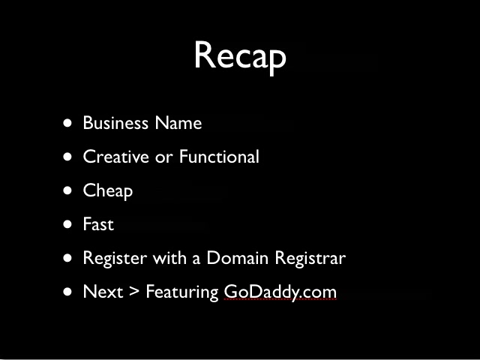 Recap
• Business Name
• Creative or Functional
• Cheap
• Fast
• Register with a Domain Registrar
• Next > Featuring GoDaddy.com